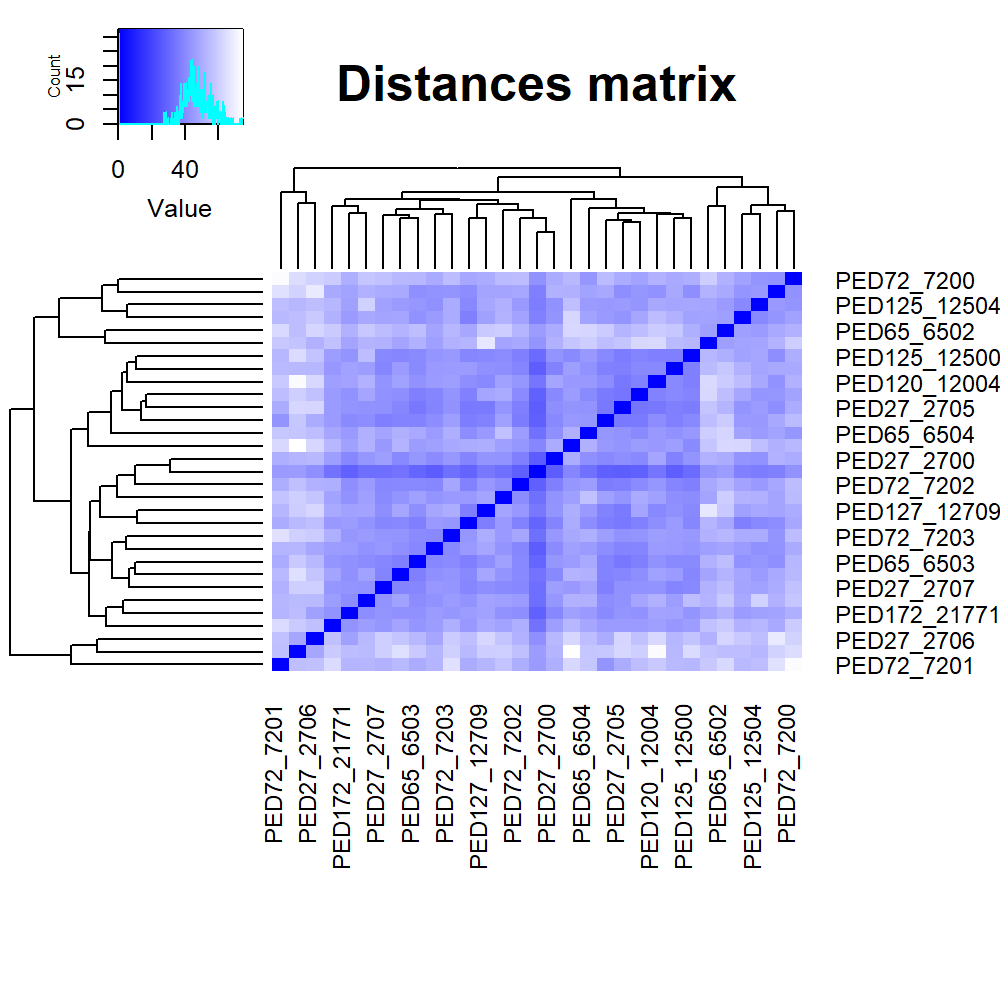 Distances matrix
Count
0 15
0 40
Value
PED72_7200
PED125_12504
PED65_6502
PED125_12500
PED120_12004
PED27_2705
PED65_6504
PED27_2700
PED72_7202
PED127_12709
PED72_7203
PED65_6503
PED27_2707
PED172_21771
PED27_2706
PED72_7201
PED72_7201
PED27_2706
PED172_21771
PED27_2707
PED65_6503
PED72_7203
PED127_12709
PED72_7202
PED27_2700
PED65_6504
PED27_2705
PED120_12004
PED125_12500
PED65_6502
PED125_12504
PED72_7200